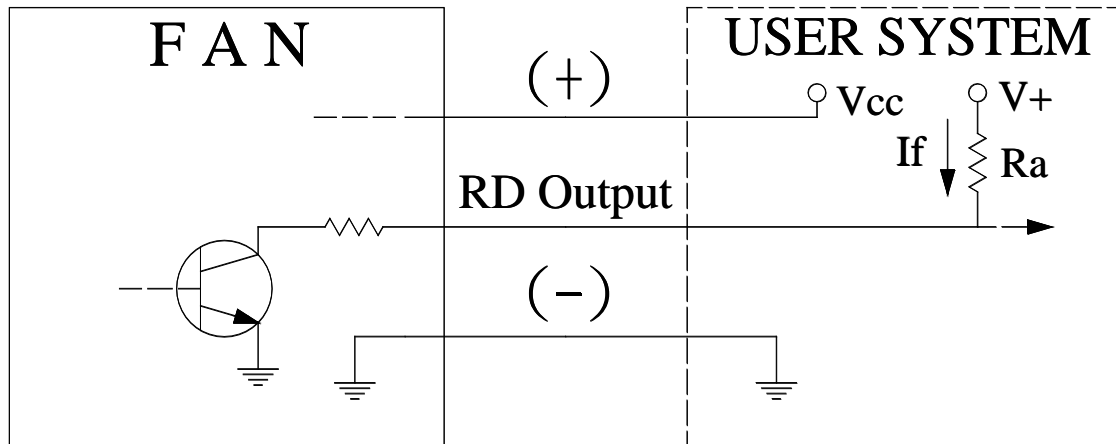 F A N
USER SYSTEM
(+)
Vcc
V+
If
Ra
RD Output
(-)